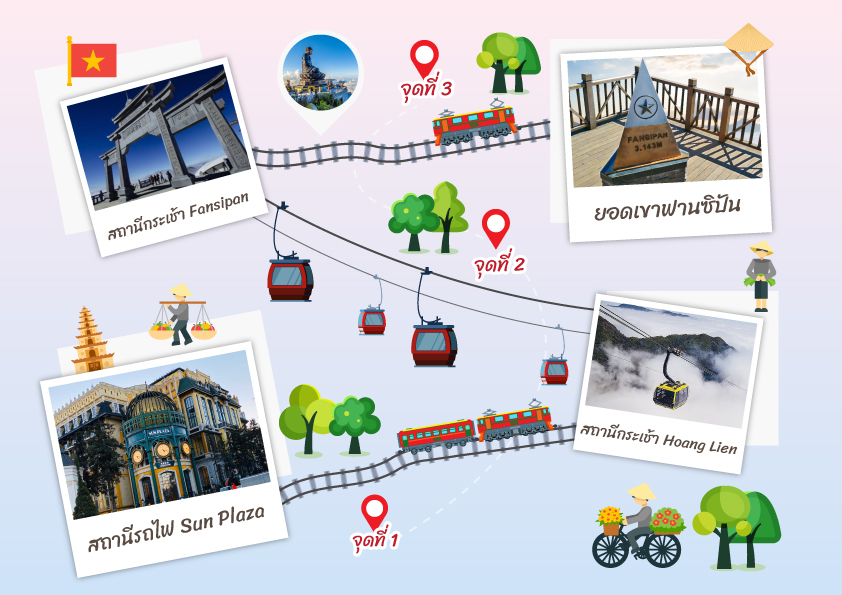 จุดที่ 3
สถานีกระเช้า Fansipan
FANSIPAN
3.143M
ยอดเขาฟานซิปัน
จุดที่ 2
สถานีกระเช้า Hoang Lien
SUN PLAZA
สถานีรถไฟ Sun Plaza
จุดที่ 1